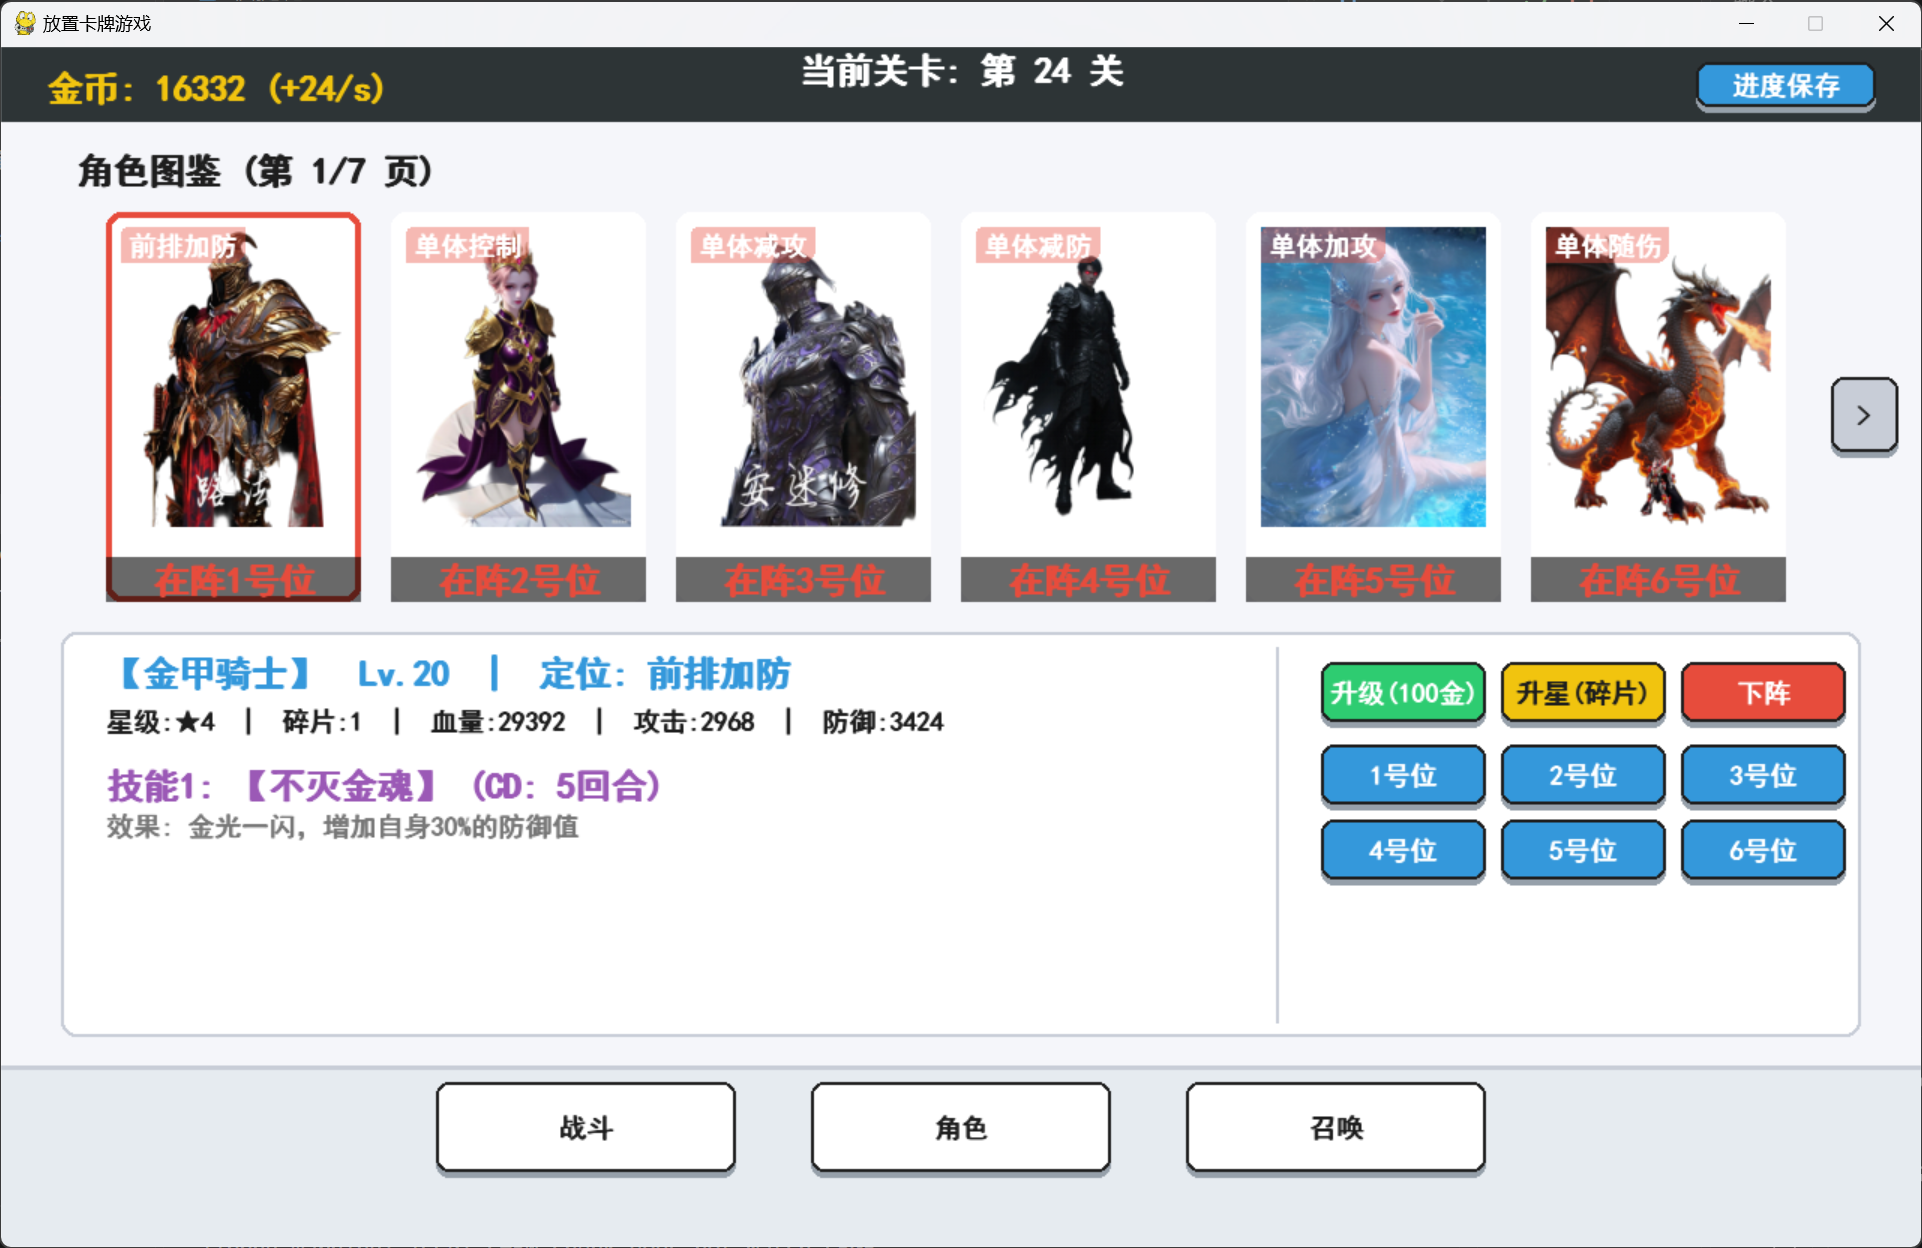 放置卡牌游戏
金币: 16332 (+24/s)
当前关卡: 第 24 关
进度保存
角色图鉴 (第 1/7 页)
前排加防
单体控制
单体减攻
单体减防
单体加攻
单体随伤
路法
安迷修
在阵1号位
在阵2号位
在阵3号位
在阵4号位
在阵5号位
在阵6号位
>
【金甲骑士】 Lv.20 | 定位: 前排加防
星级:★4 | 碎片:1 | 血量:29392 | 攻击:2968 | 防御:3424
技能1: 【不灭金魂】 (CD: 5回合)
效果: 金光一闪, 增加自身30%的防御值
升级(100金)
升星(碎片)
下阵
1号位
2号位
3号位
4号位
5号位
6号位
战斗
角色
召唤